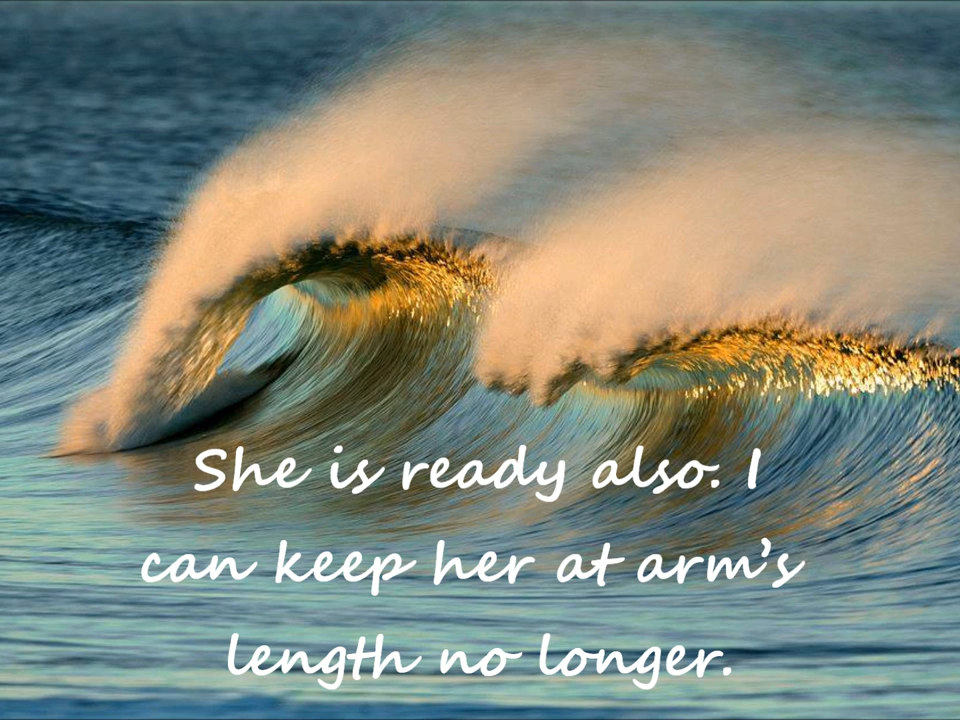 She is ready also. I
can keep her at arm’s
length no longer.